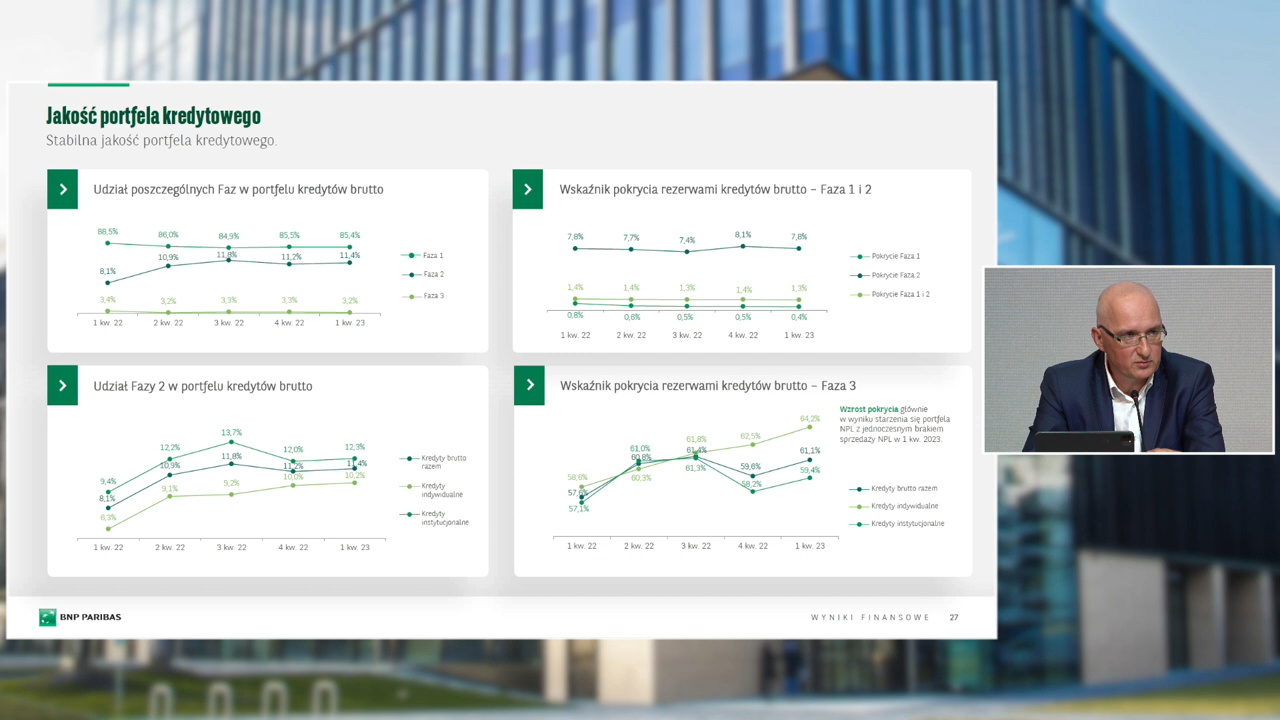 Jakość portfela kredytowego
Stabilna jakość portfela kredytowego.
Udział poszczególnych Faz w portfelu kredytów brutto
88,5%
86,0%
84,9%
85,5%
85,4%
8,1%
10,9%
11,8%
11,2%
11,4%
3,4%
3,2%
3,3%
3,3%
3,2%
1 kw. 22
2 kw. 22
3 kw. 22
4 kw. 22
1 kw. 23
Faza 1
Faza 2
Faza 3
Wskaźnik pokrycia rezerwami kredytów brutto – Faza 1 i 2
7,8%
7,7%
7,4%
8,1%
7,8%
1,4%
1,4%
1,3%
1,4%
1,3%
0,8%
0,6%
0,5%
0,5%
0,4%
1 kw. 22
2 kw. 22
3 kw. 22
4 kw. 22
1 kw. 23
Pokrycie Faza 1
Pokrycie Faza 2
Pokrycie Faza 1 i 2
Udział Fazy 2 w portfelu kredytów brutto
9,4%
12,2%
13,7%
12,0%
12,3%
8,1%
10,9%
11,8%
11,2%
11,4%
6,3%
9,1%
9,2%
10,0%
10,2%
1 kw. 22
2 kw. 22
3 kw. 22
4 kw. 22
1 kw. 23
Kredyty brutto
razem
Kredyty
indywidualne
Kredyty
instytucjonalne
Wskaźnik pokrycia rezerwami kredytów brutto – Faza 3
Wzrost pokrycia głównie
w wyniku starzenia się portfela
NPL z jednoczesnym brakiem
sprzedaży NPL w 1 kw. 2023.
58,6%
57,1%
61,0%
60,8%
60,3%
61,8%
61,4%
61,3%
62,5%
59,6%
58,2%
64,2%
61,1%
59,4%
1 kw. 22
2 kw. 22
3 kw. 22
4 kw. 22
1 kw. 23
Kredyty brutto razem
Kredyty indywidualne
Kredyty instytucjonalne
BNP PARIBAS
WYNIKI FINANSOWE 27